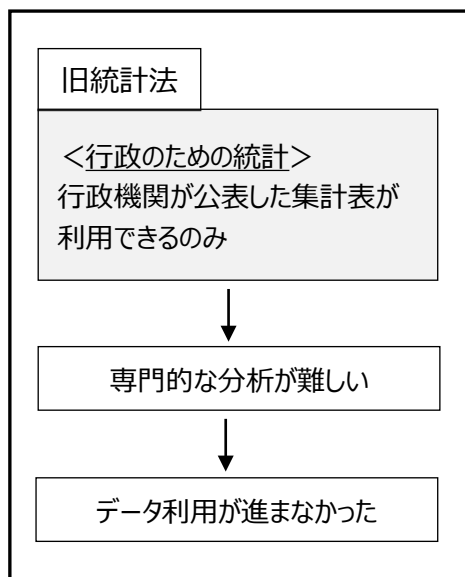 旧統計法
＜行政のための統計＞
行政機関が公表した集計表が
利用できるのみ
専門的な分析が難しい
データ利用が進まなかった